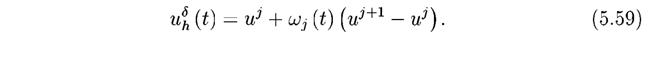 u_h^δ (t) = u^j + ω_j (t) (u^{j+1} − u^j). (5.59)